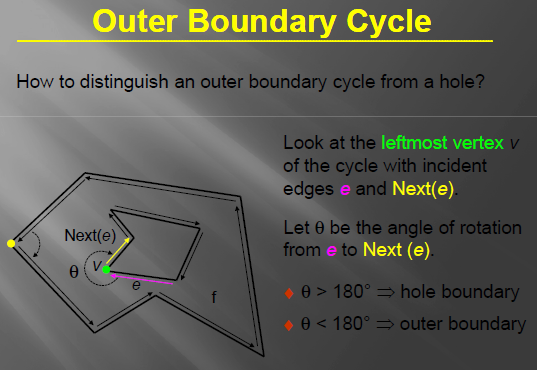 Outer Boundary Cycle
How to distinguish an outer boundary cycle from a hole?
Look at the leftmost vertex v
of the cycle with incident
edges e and Next(e).
Let θ be the angle of rotation
from e to Next (e).
θ > 180° ⇒ hole boundary
θ < 180° ⇒ outer boundary
Next(e)
θ
v
e
f